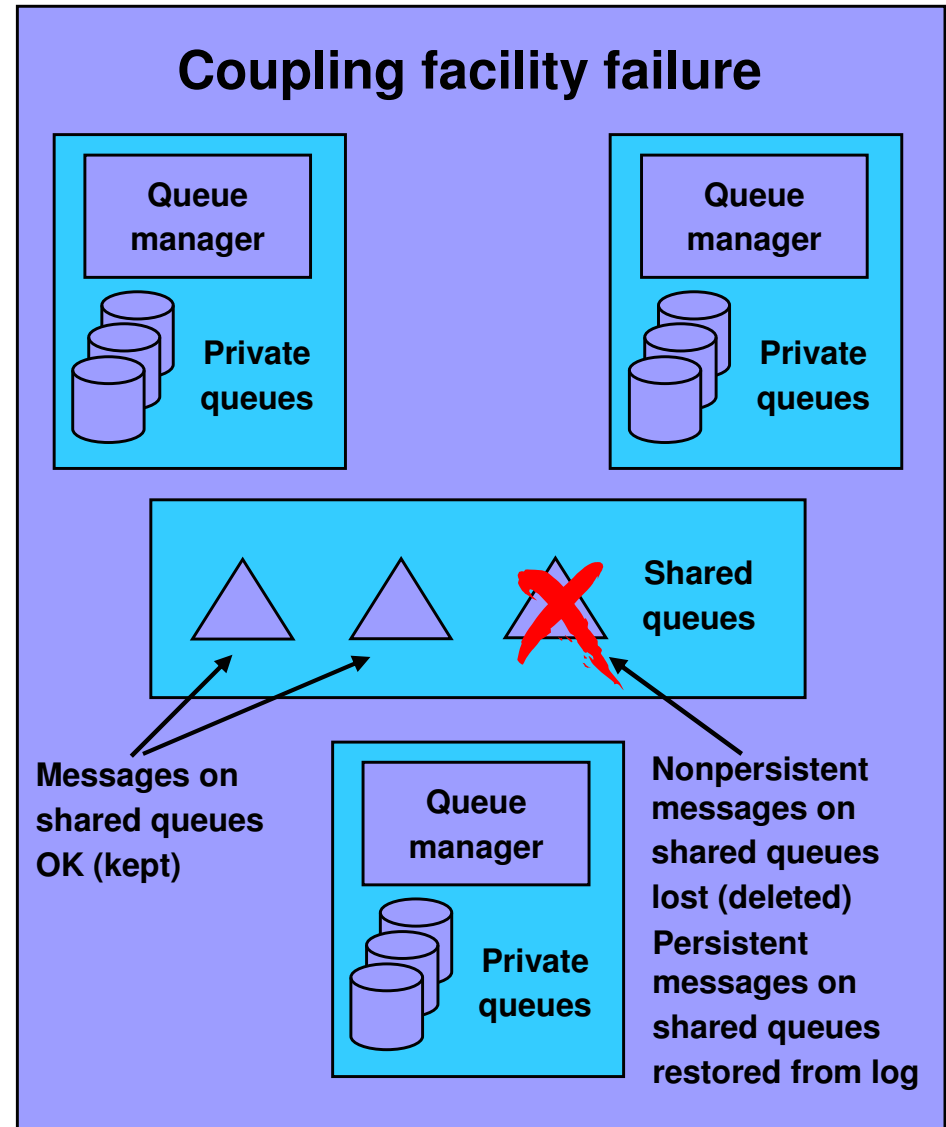 Coupling facility failure
Queue
manager
Private
queues
Queue
manager
Private
queues
Shared
queues
Messages on
shared queues
OK (kept)
Queue
manager
Private
queues
Nonpersistent
messages on
shared queues
lost (deleted)
Persistent
messages on
shared queues
restored from log